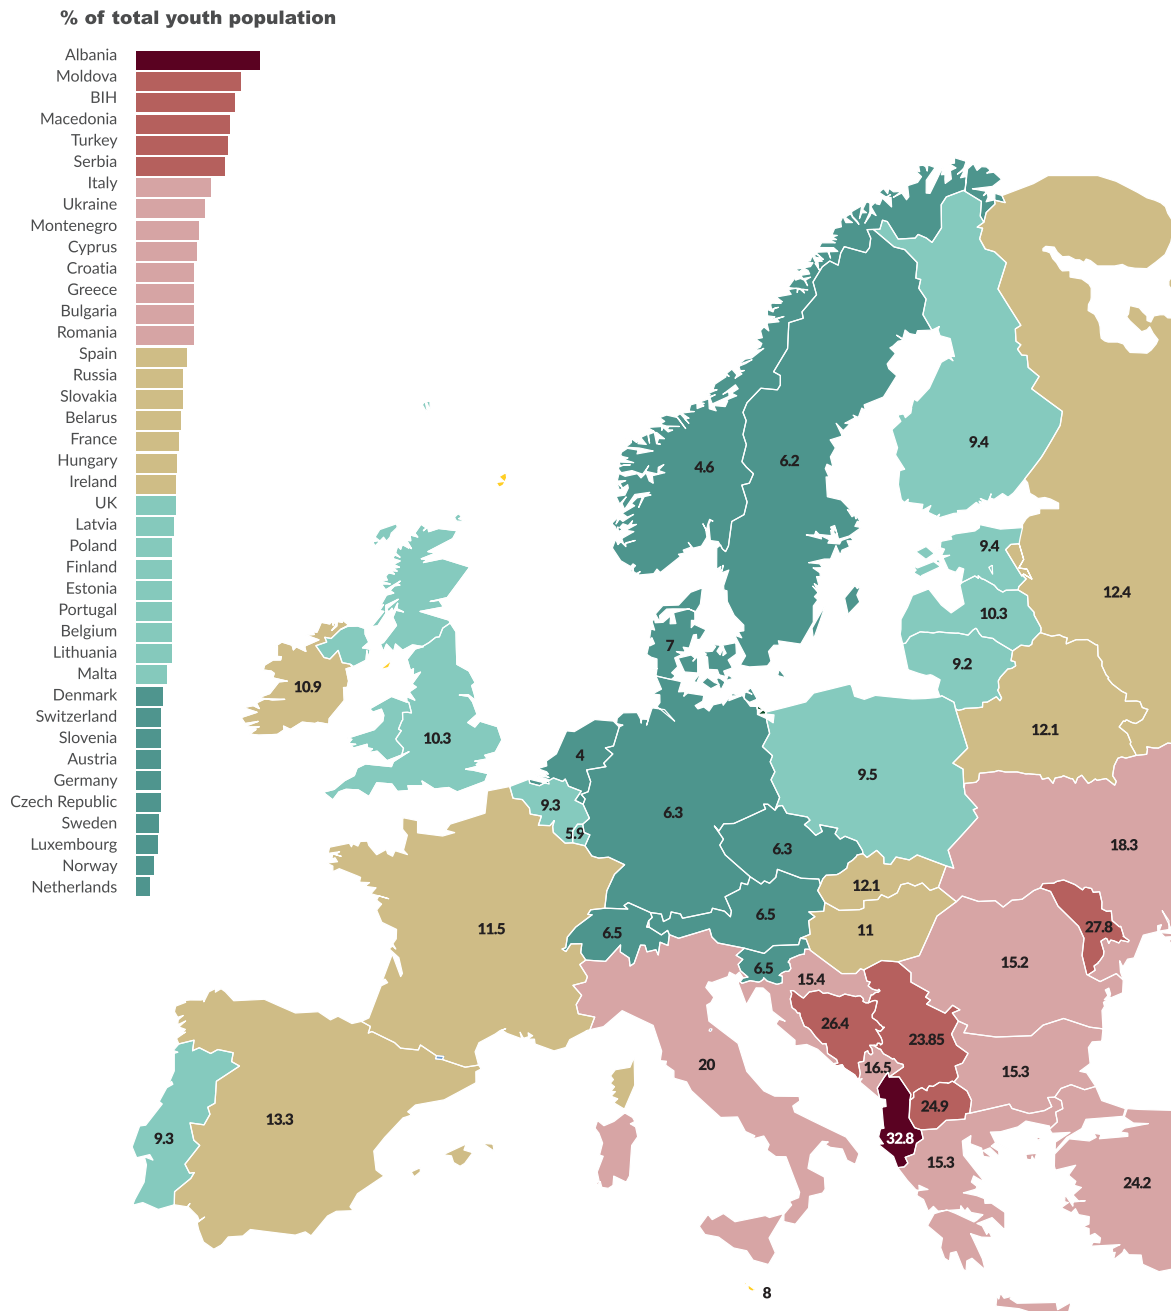 % of total youth population
Albania
Moldova
BIH
Macedonia
Turkey
Serbia
Italy
Ukraine
Montenegro
Cyprus
Croatia
Greece
Bulgaria
Romania
Spain
Russia
Slovakia
Belarus
France
Hungary
Ireland
UK
Latvia
Poland
Finland
Estonia
Portugal
Belgium
Lithuania
Malta
Denmark
Switzerland
Slovenia
Austria
Germany
Czech Republic
Sweden
Luxembourg
Norway
Netherlands
9.4
6.2
4.6
9.4
12.4
10.3
7
9.2
10.9
12.1
10.3
4
9.5
9.3
6.3
5.9
18.3
6.3
12.1
6.5
11.5
6.5
11
27.8
15.2
6.5
15.4
26.4
23.85
20
16.5
15.3
24.9
13.3
9.3
32.8
15.3
24.2
8